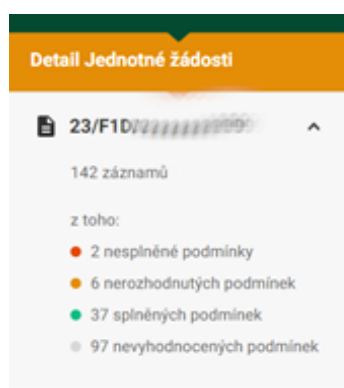 Detail Jednotné žádosti
23/F1D
142 záznamů
z toho:
2 nesplněné podmínky
6 nerozhodnutých podmínek
37 splněných podmínek
97 nevyhodnocených podmínek